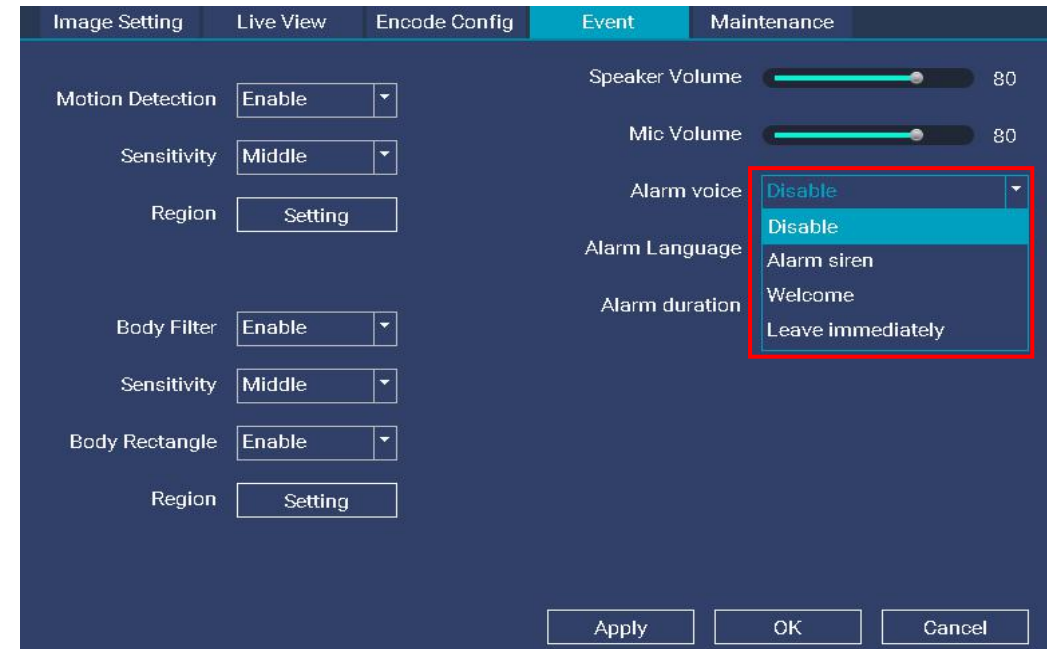 Image Setting Live View Encode Config Event Maintenance
Motion Detection Enable
Sensitivity Middle
Region Setting
Body Filter Enable
Sensitivity Middle
Body Rectangle Enable
Region Setting
Speaker Volume 80
Mic Volume 80
Alarm voice Disable
Disable
Alarm siren
Welcome
Leave immediately
Alarm Language
Alarm duration
Apply OK Cancel